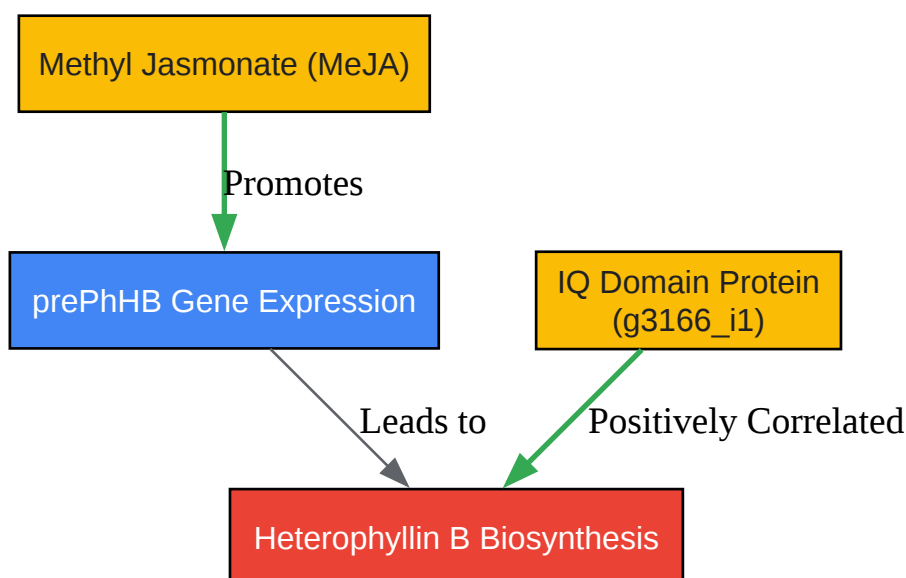 Methyl Jasmonate (MeJA)
Promotes
prePhHB Gene Expression
IQ Domain Protein
(g3166_i1)
Leads to
Positively Correlated
Heterophyllin B Biosynthesis